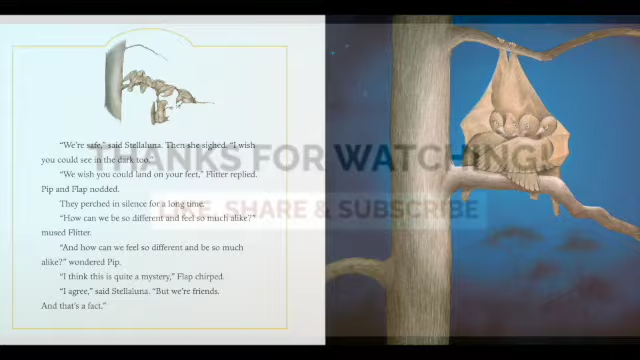 "We're safe," said Stellaluna. Then she sighed. "I wish
you could see in the dark too."
"We wish you could land on your feet," Flitter replied.
Pip and Flap nodded.
They perched in silence for a long time.
"How can we be so different and feel so much alike?"
mused Flitter.
"And how can we feel so different and be so much
alike?" wondered Pip.
"I think this is quite a mystery," Flap chirped.
"I agree," said Stellaluna. "But we're friends.
And that's a fact."
THANKS FOR WATCHING!
LIKE, SHARE & SUBSCRIBE